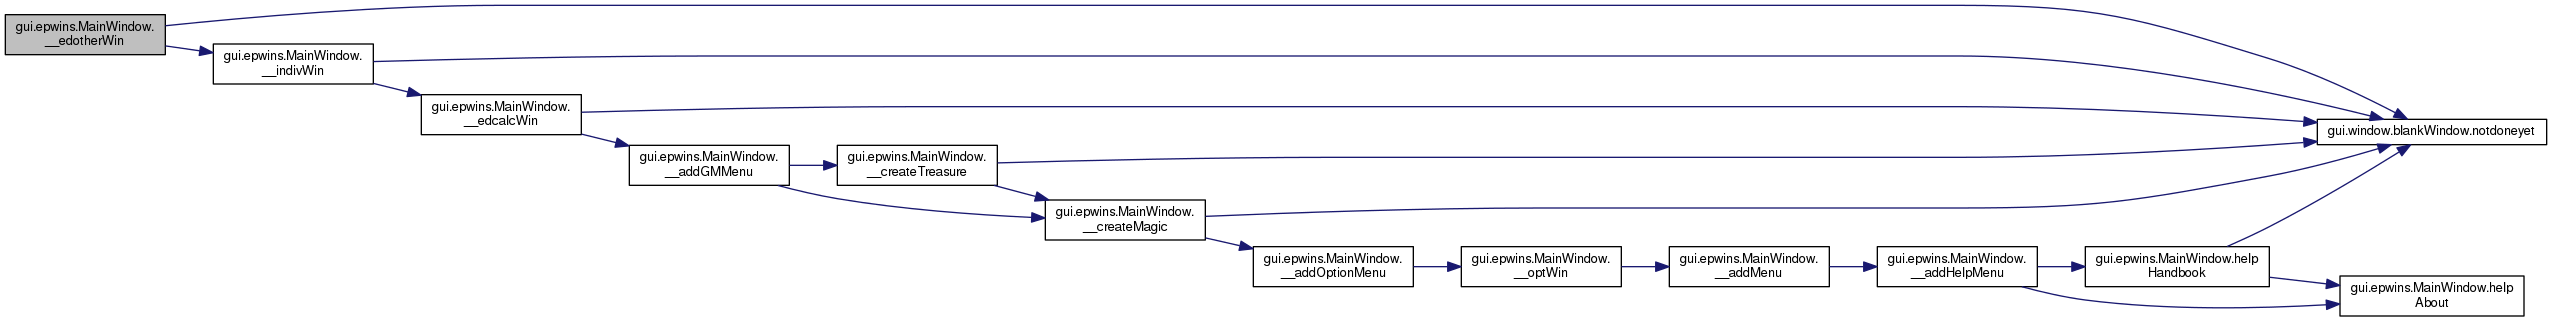 gui.epwins.MainWindow.
__edotherWin
gui.epwins.MainWindow.
__indivWin
gui.epwins.MainWindow.
__edcalcWin
gui.window.blankWindow.notdoneyet
gui.epwins.MainWindow.
__addGMMenu
gui.epwins.MainWindow.
__createTreasure
gui.epwins.MainWindow.
__createMagic
gui.epwins.MainWindow.
__addOptionMenu
gui.epwins.MainWindow.
__optWin
gui.epwins.MainWindow.
__addMenu
gui.epwins.MainWindow.
__addHelpMenu
gui.epwins.MainWindow.help
Handbook
gui.epwins.MainWindow.help
About